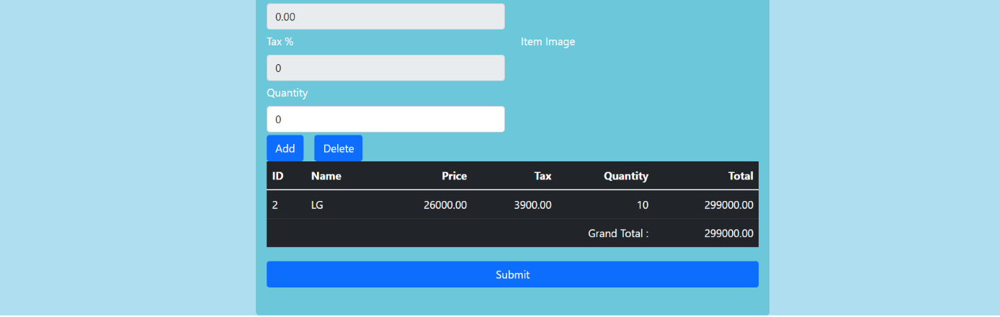 0.00
Tax % Item Image
0
Quantity
0
Add Delete
ID Name Price Tax Quantity Total
2 LG 26000.00 3900.00 10 299000.00
Grand Total : 299000.00
Submit